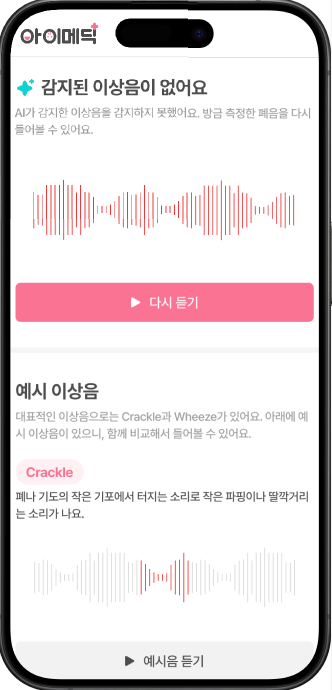 아이메딕
감지된 이상음이 없어요
AI가 감지한 이상음을 감지하지 못했어요. 방금 측정한 폐음을 다시
들어볼 수 있어요.
다시 듣기
예시 이상음
대표적인 이상음으로는 Crackle과 Wheeze가 있어요. 아래에 예
시 이상음이 있으니, 함께 비교해서 들어볼 수 있어요.
Crackle
폐나 기도의 작은 기포에서 터지는 소리로 작은 파핑이나 딸깍거리
는 소리가 나요.
예시음 듣기